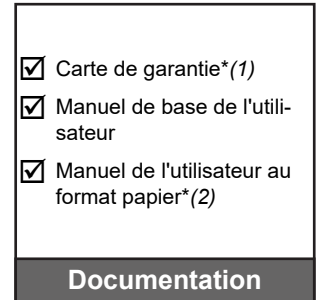 Carte de garantie*(1)
Manuel de base de l'utili-
sateur
Manuel de l'utilisateur au
format papier*(2)
Documentation